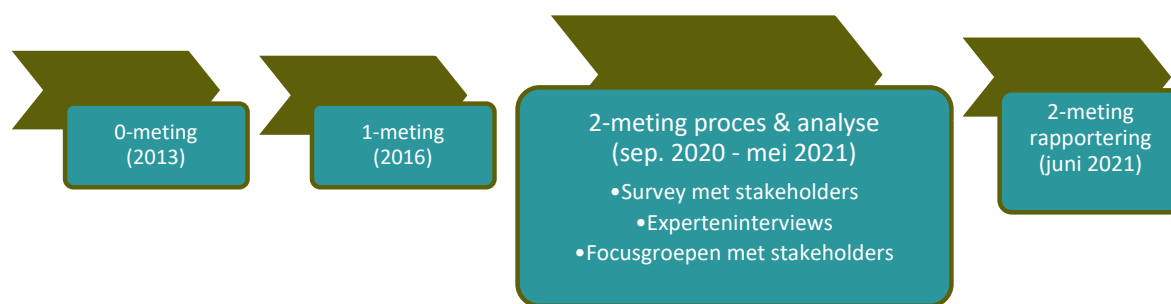 0-meting
(2013)
1-meting
(2016)
2-meting proces & analyse
(sep. 2020 - mei 2021)
•Survey met stakeholders
•Experteninterviews
•Focusgroepen met stakeholders
2-meting
rapportering
(juni 2021)